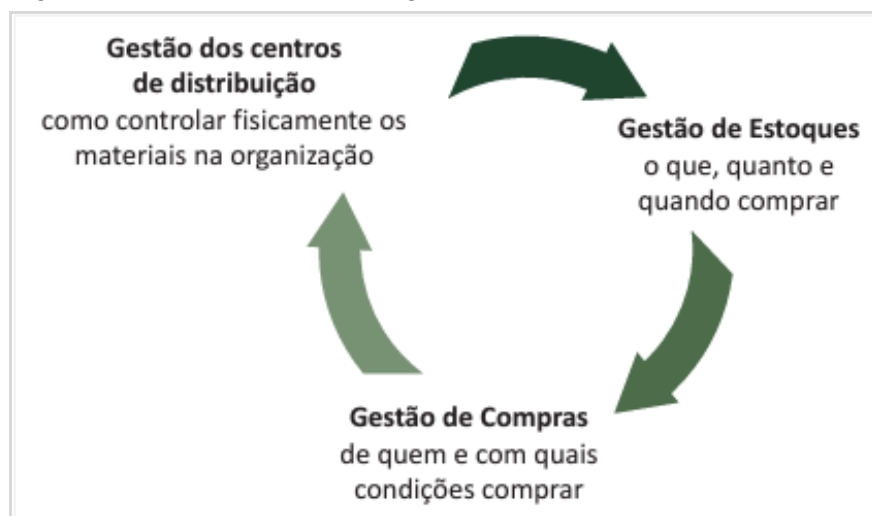 Gestão dos centros
de distribuição
como controlar fisicamente os
materiais na organização
Gestão de Estoques
o que, quanto e
quando comprar
Gestão de Compras
de quem e com quais
condições comprar